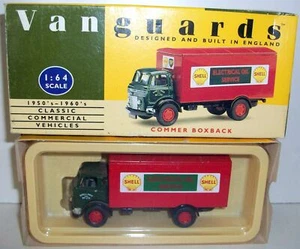 Vanguards
DESIGNED AND BUILT IN ENGLAND
1:64
SCALE
SHELL
ELECTRICAL OIL
SERVICE
SHELL
1950's-1960's
CLASSIC
COMMERCIAL
VEHICLES
COMMER BOXBACK
SHELL
SHELL